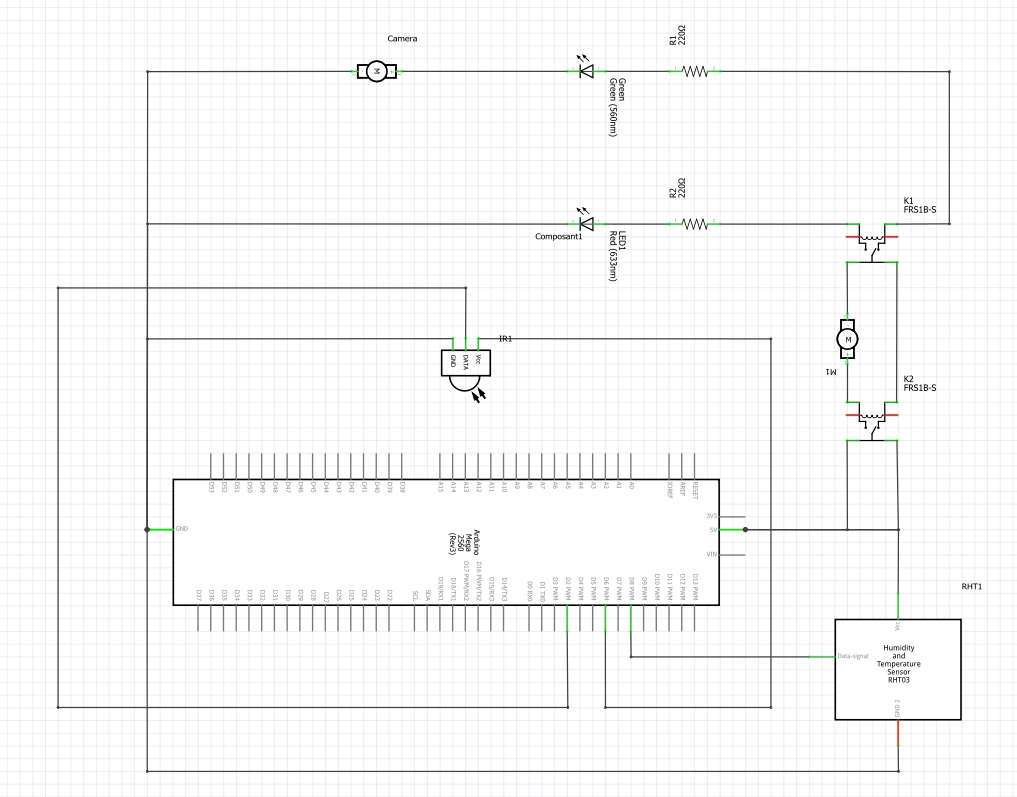 Camera
R1
220Ω
Green
Green (560nm)
R2
220Ω
K1
FRS1B-S
Composant1
LED1
Red (633nm)
M
M
M1
IR1
GND
DATA
Vcc
K2
FRS1B-S
D53
D52
D51
D50
D49
D48
D47
D46
D45
D44
D43
D42
D41
D40
D39
D38
A15
A14
A13
A12
A11
A10
A9
A8
A7
A6
A5
A4
A3
A2
A1
A0
AREF
RESET
3V3
5V
VIN
GND
Arduino
Mega
2560
(Rev3)
D37
D36
D35
D34
D33
D32
D31
D30
D29
D28
D27
D26
D25
D24
D23
D22
SCL
SDA
D19/RX1
D18/TX1
D17 PWM/RX2
D16 PWM/TX2
D15/RX3
D14/TX3
D0 RX0
D1 TX0
D2 PWM
D4 PWM
D5 PWM
D6 PWM
D7 PWM
D8 PWM
D9 PWM
D10 PWM
D11 PWM
D12 PWM
D13 PWM
RHT1
Vcc
Data-signal
Humidity
and
Temperature
Sensor
RHT03
GND 2